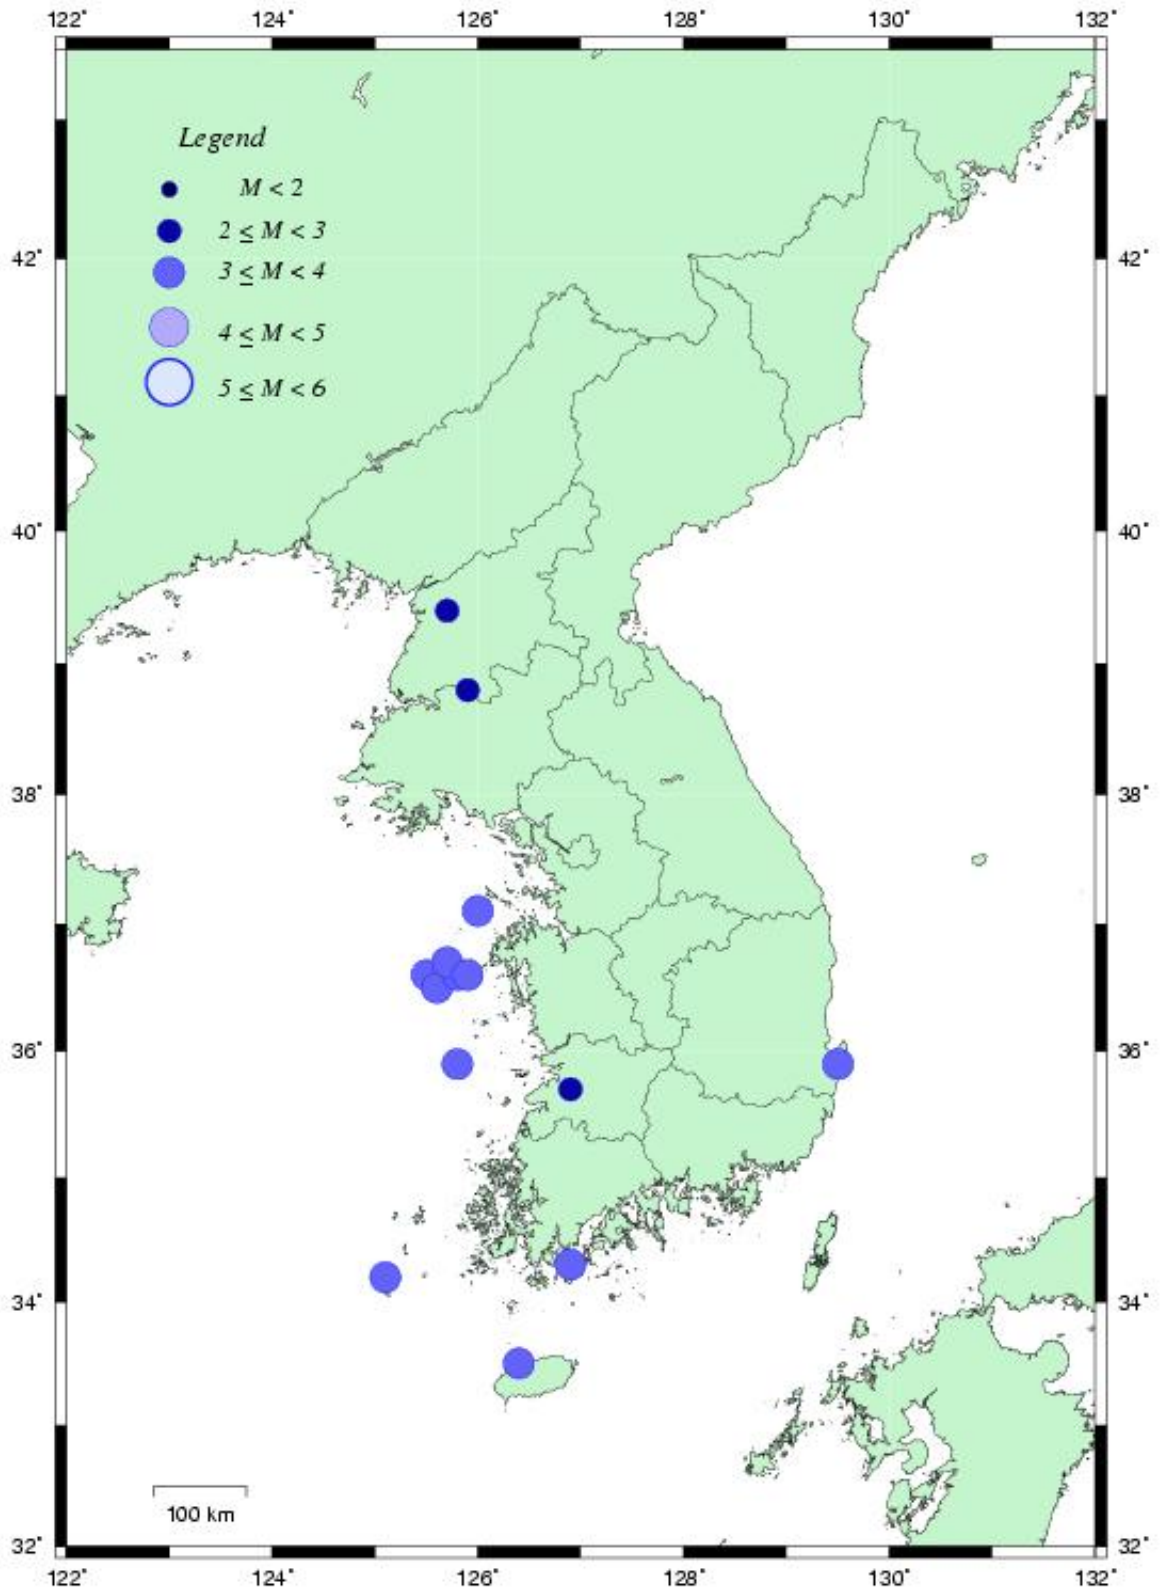 122° 124° 126° 128° 130° 132°
Legend
M < 2
2 ≤ M < 3
42° 3 ≤ M < 4 42°
4 ≤ M < 5
5 ≤ M < 6
40° 40°
38° 38°
36° 36°
34° 34°
100 km
32° 32°
122° 124° 126° 128° 130° 132°